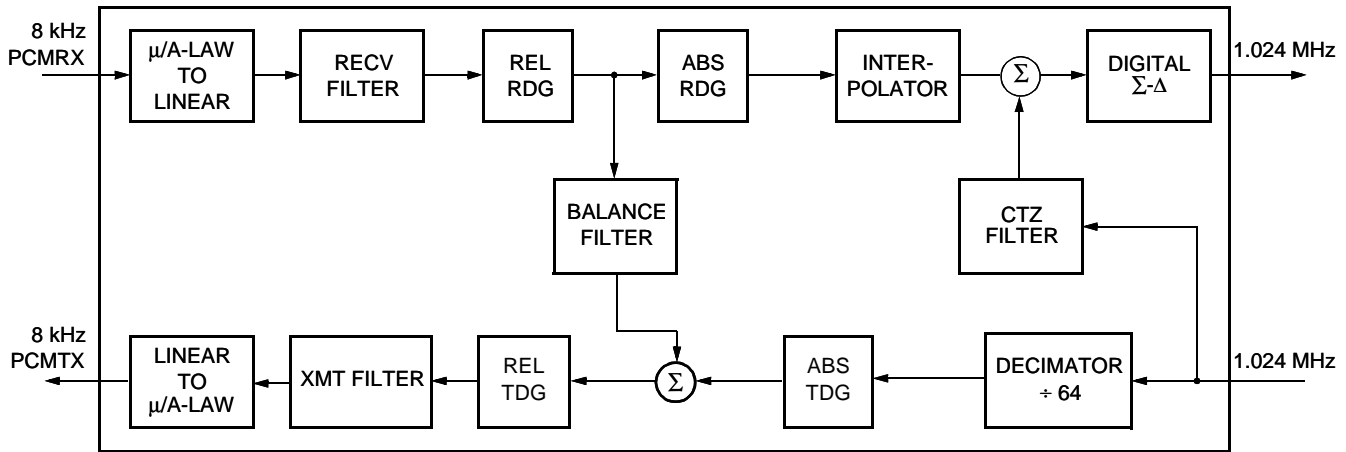 8 kHz
PCMRX
μ/A-LAW
TO
LINEAR
RECV
FILTER
REL
RDG
ABS
RDG
INTER-
POLATOR
Σ
DIGITAL
Σ-Δ
1.024 MHz
BALANCE
FILTER
CTZ
FILTER
8 kHz
PCMTX
LINEAR
TO
μ/A-LAW
XMT FILTER
REL
TDG
Σ
ABS
TDG
DECIMATOR
÷ 64
1.024 MHz